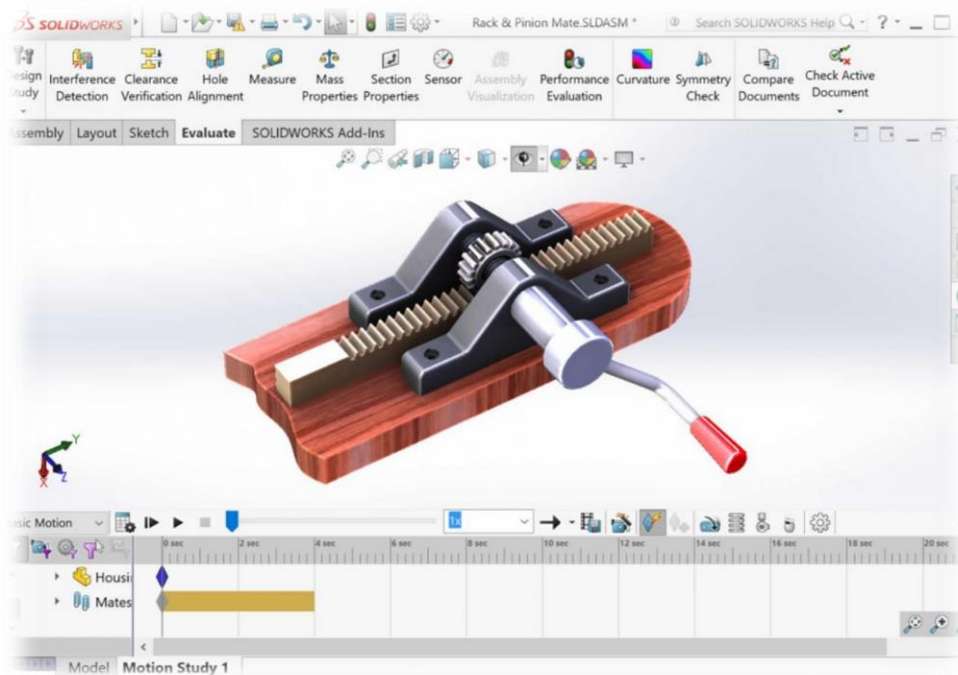 SOLIDWORKS
Rack & Pinion Mate.SLDASM *
Search SOLIDWORKS Help
?
Interference Detection
Clearance Verification
Hole Alignment
Measure
Mass Properties
Section Properties
Sensor
Assembly Visualization
Performance Evaluation
Curvature
Symmetry Check
Compare Documents
Check Active Document
Layout
Sketch
Evaluate
SOLIDWORKS Add-Ins
Y
Z
X
Motion
1x
0 sec
2 sec
4 sec
6 sec
8 sec
10 sec
12 sec
14 sec
16 sec
18 sec
20 sec
Housi
Mates
Model
Motion Study 1